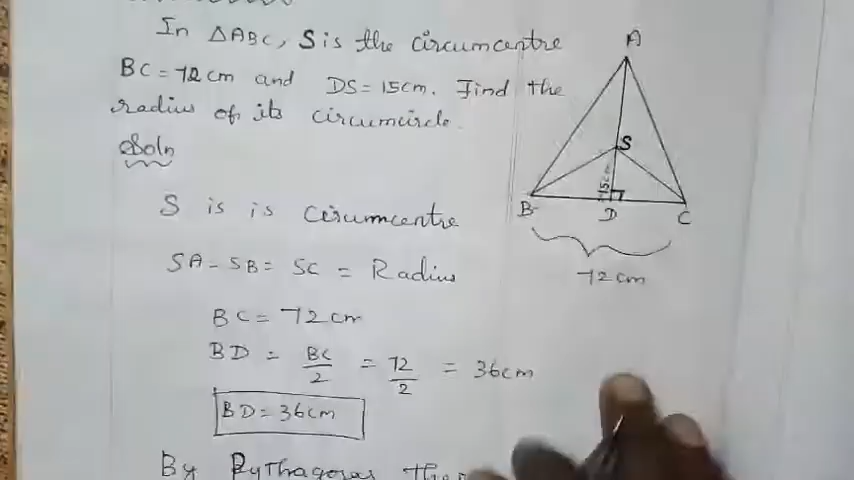 In ΔABC, S is the circumcentre
BC = 72 cm and DS = 15cm. Find the
radius of its circumcircle.
Soln
S is is cirumcentre
SA = SB = SC = Radius
BC = 72 cm
BD = BC/2 = 72/2 = 36cm
BD = 36cm
By Pythagoras
A
S
15cm
B
D
C
72 cm